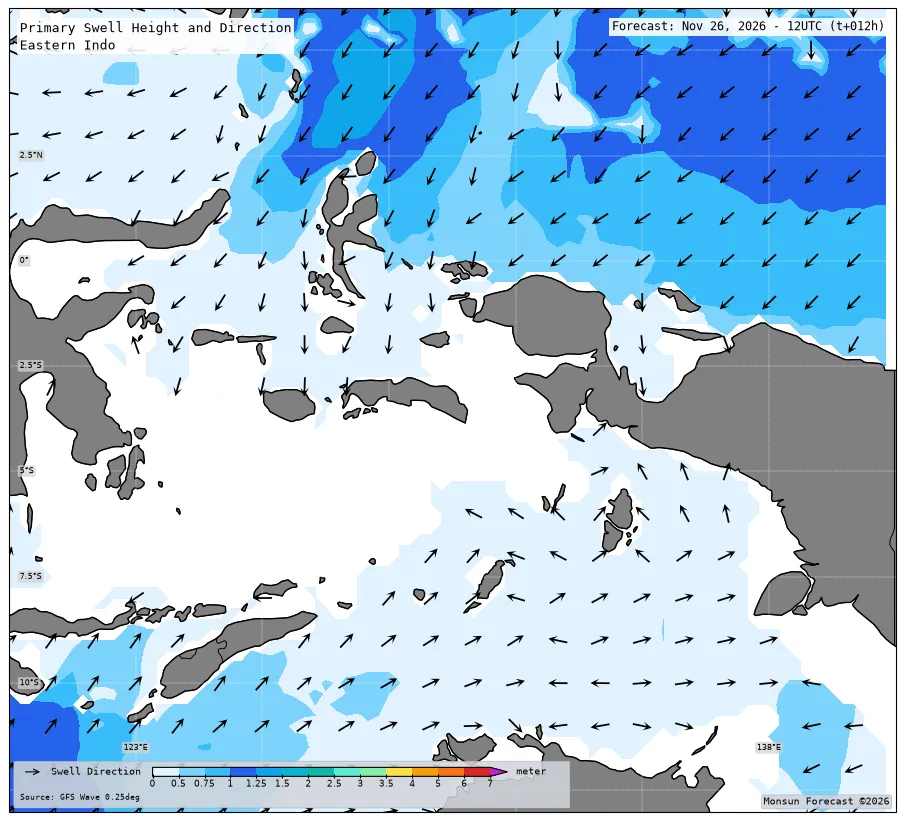 Primary Swell Height and Direction
Eastern Indo
Forecast: Nov 26, 2026 - 12UTC (t+012h)
2.5°N
0°
2.5°S
5°S
7.5°S
10°S
123°E
138°E
Swell Direction
meter
0 0.5 0.75 1 1.25 1.5 2 2.5 3 3.5 4 5 6 7
Source: GFS Wave 0.25deg
Monsun Forecast ©2026